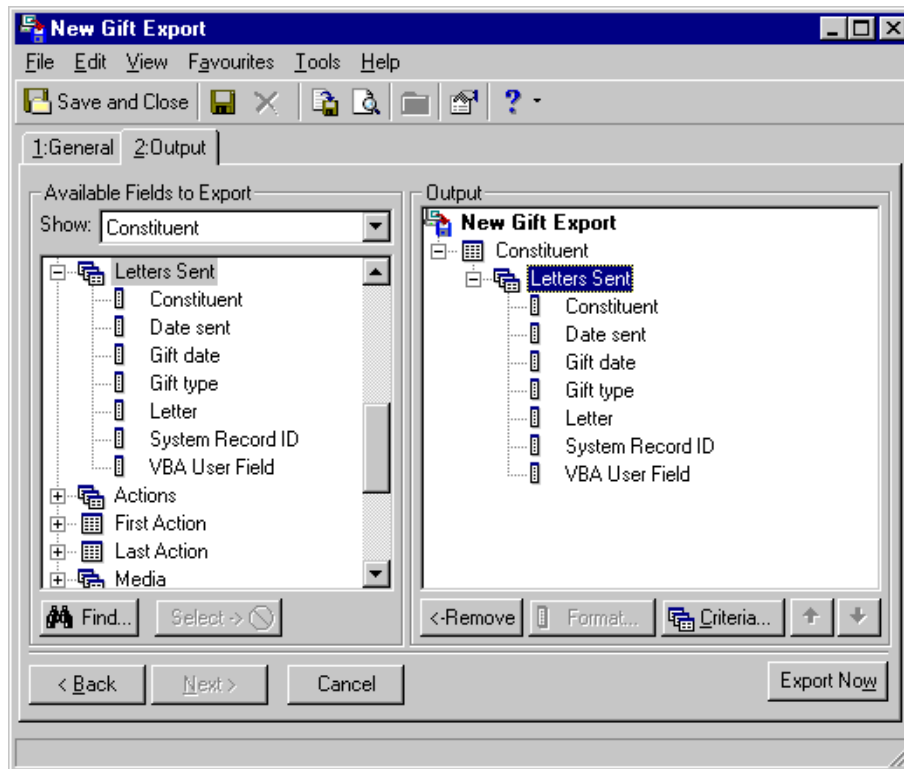 New Gift Export
File Edit View Favourites Tools Help
Save and Close ?
1:General 2:Output
Available Fields to Export
Show: Constituent
Letters Sent
Constituent
Date sent
Gift date
Gift type
Letter
System Record ID
VBA User Field
Actions
First Action
Last Action
Media
Find... Select ->
Output
New Gift Export
Constituent
Letters Sent
Constituent
Date sent
Gift date
Gift type
Letter
System Record ID
VBA User Field
<-Remove Format... Criteria...
< Back Next > Cancel Export Now